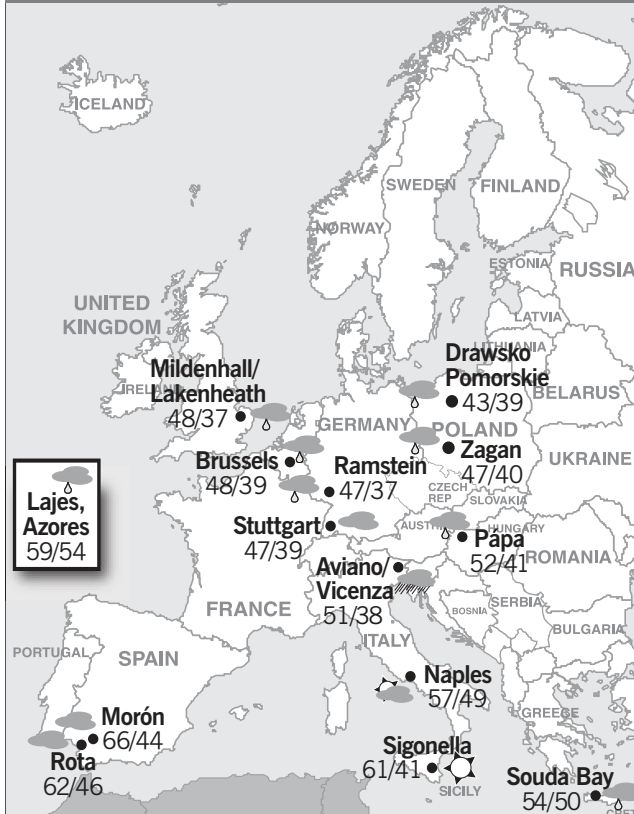 ICELAND
SWEDEN
FINLAND
NORWAY
ESTONIA
RUSSIA
LATVIA
LITHUANIA
UNITED
KINGDOM
IRELAND
Mildenhall/
Lakenheath
48/37
Drawsko
Pomorskie
43/39
BELARUS
GERMANY
POLAND
Zagan
47/40
UKRAINE
Brussels
48/39
Ramstein
47/37
CZECH
REP
SLOVAKIA
Lajes,
Azores
59/54
Stuttgart
47/39
AUSTRIA
HUNGARY
Pápa
52/41
ROMANIA
Aviano/
Vicenza
51/38
FRANCE
BOSNIA
SERBIA
BULGARIA
ITALY
PORTUGAL
SPAIN
Naples
57/49
GREECE
Morón
66/44
Rota
62/46
Sigonella
61/41
SICILY
Souda Bay
54/50